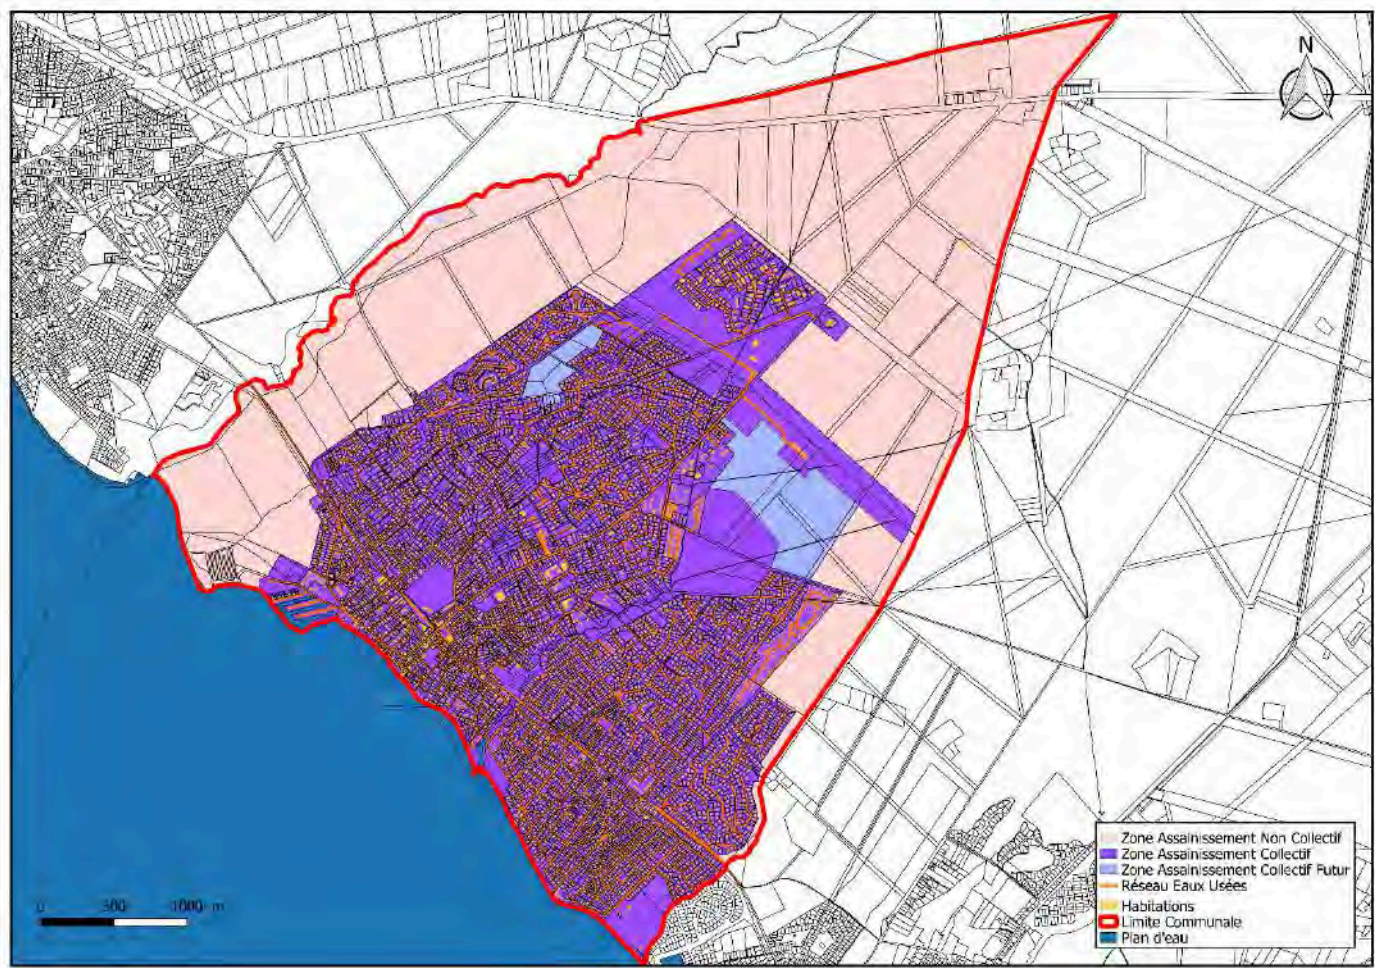 N
Zone Assainissement Non Collectif
Zone Assainissement Collectif
Zone Assainissement Collectif Futur
Réseau Eaux Usées
Habitations
Limite Communale
Plan d'eau
0 500 1000 m